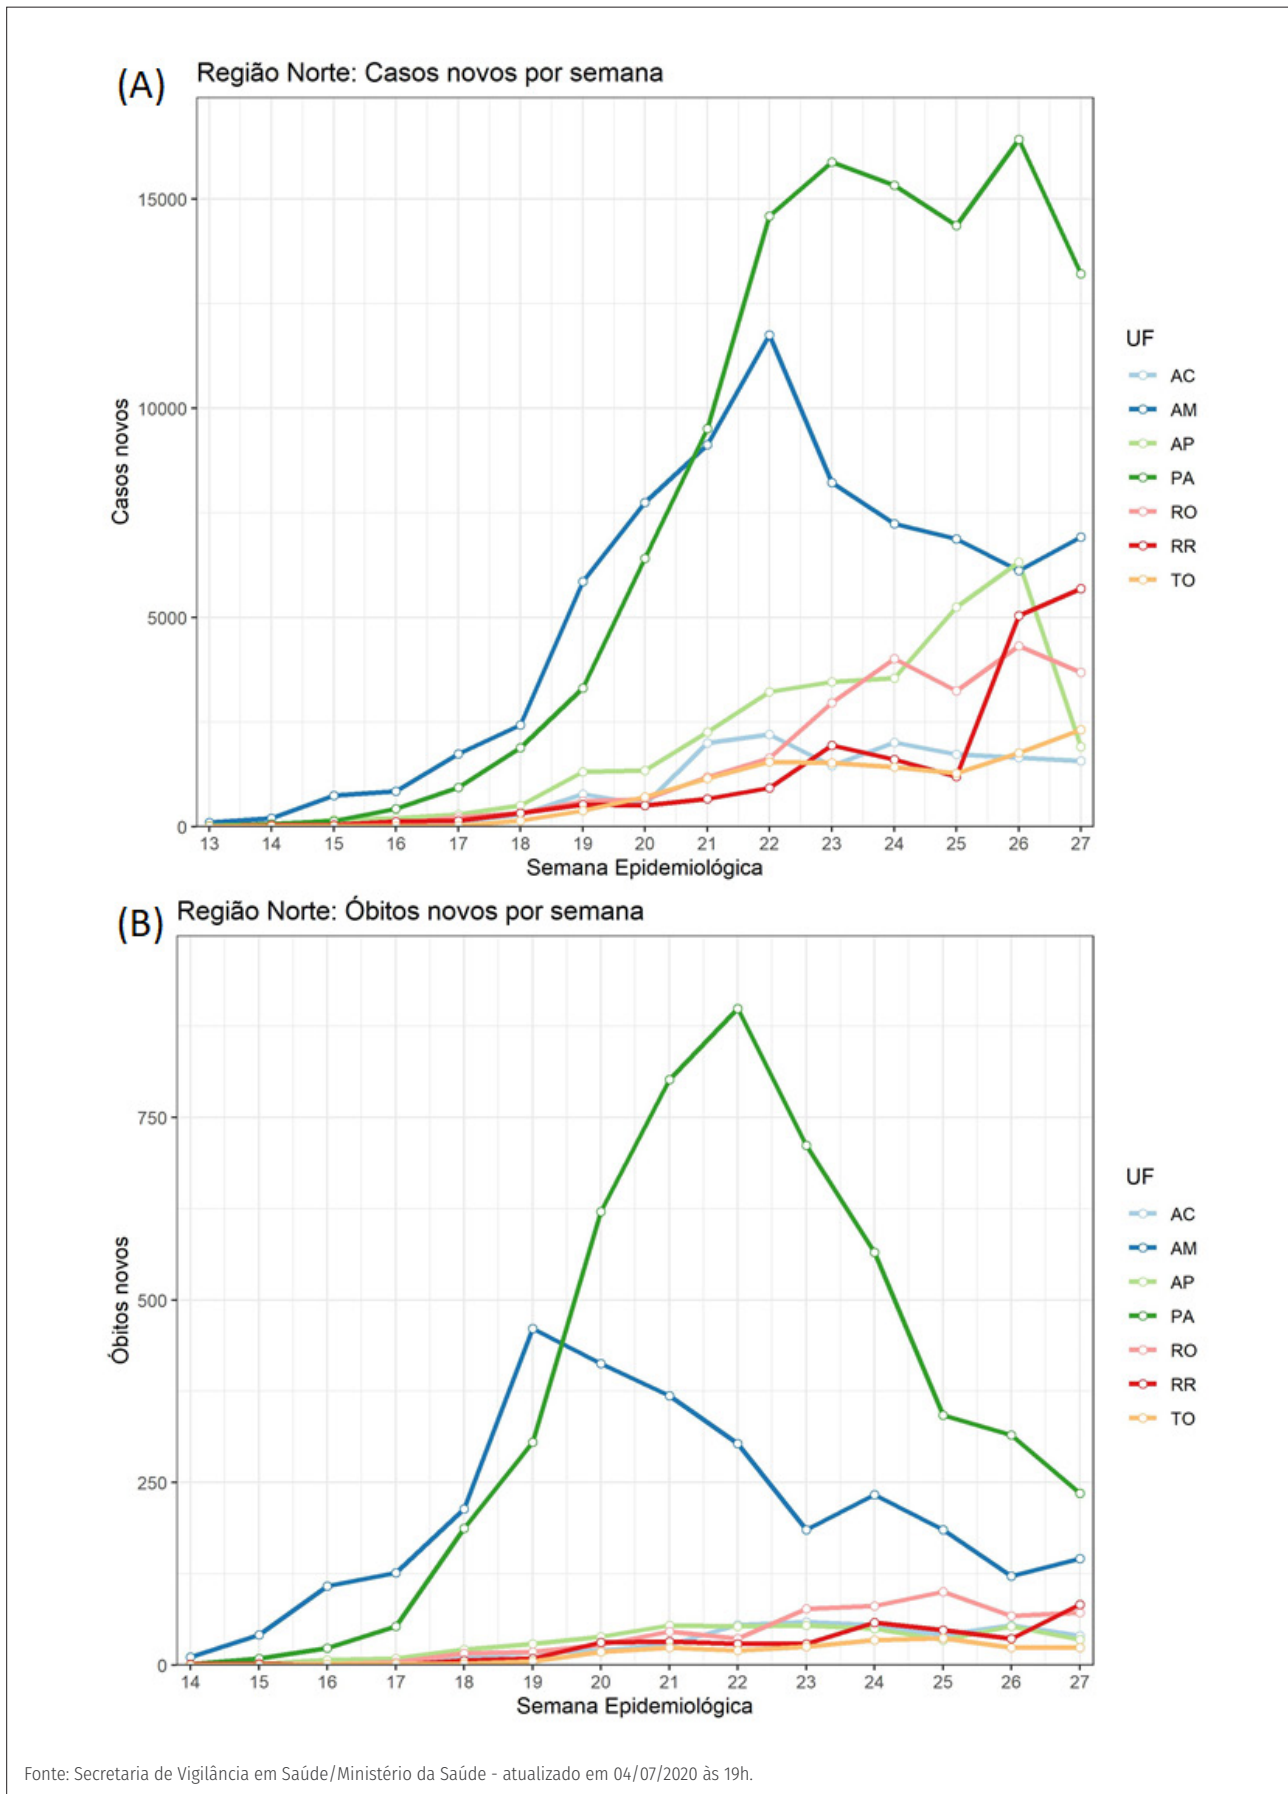 (A)
Região Norte: Casos novos por semana
Casos novos
15000
10000
5000
0
13 14 15 16 17 18 19 20 21 22 23 24 25 26 27
Semana Epidemiológica
UF
AC
AM
AP
PA
RO
RR
TO
(B)
Região Norte: Óbitos novos por semana
Óbitos novos
750
500
250
0
14 15 16 17 18 19 20 21 22 23 24 25 26 27
Semana Epidemiológica
UF
AC
AM
AP
PA
RO
RR
TO
Fonte: Secretaria de Vigilância em Saúde/Ministério da Saúde - atualizado em 04/07/2020 às 19h.